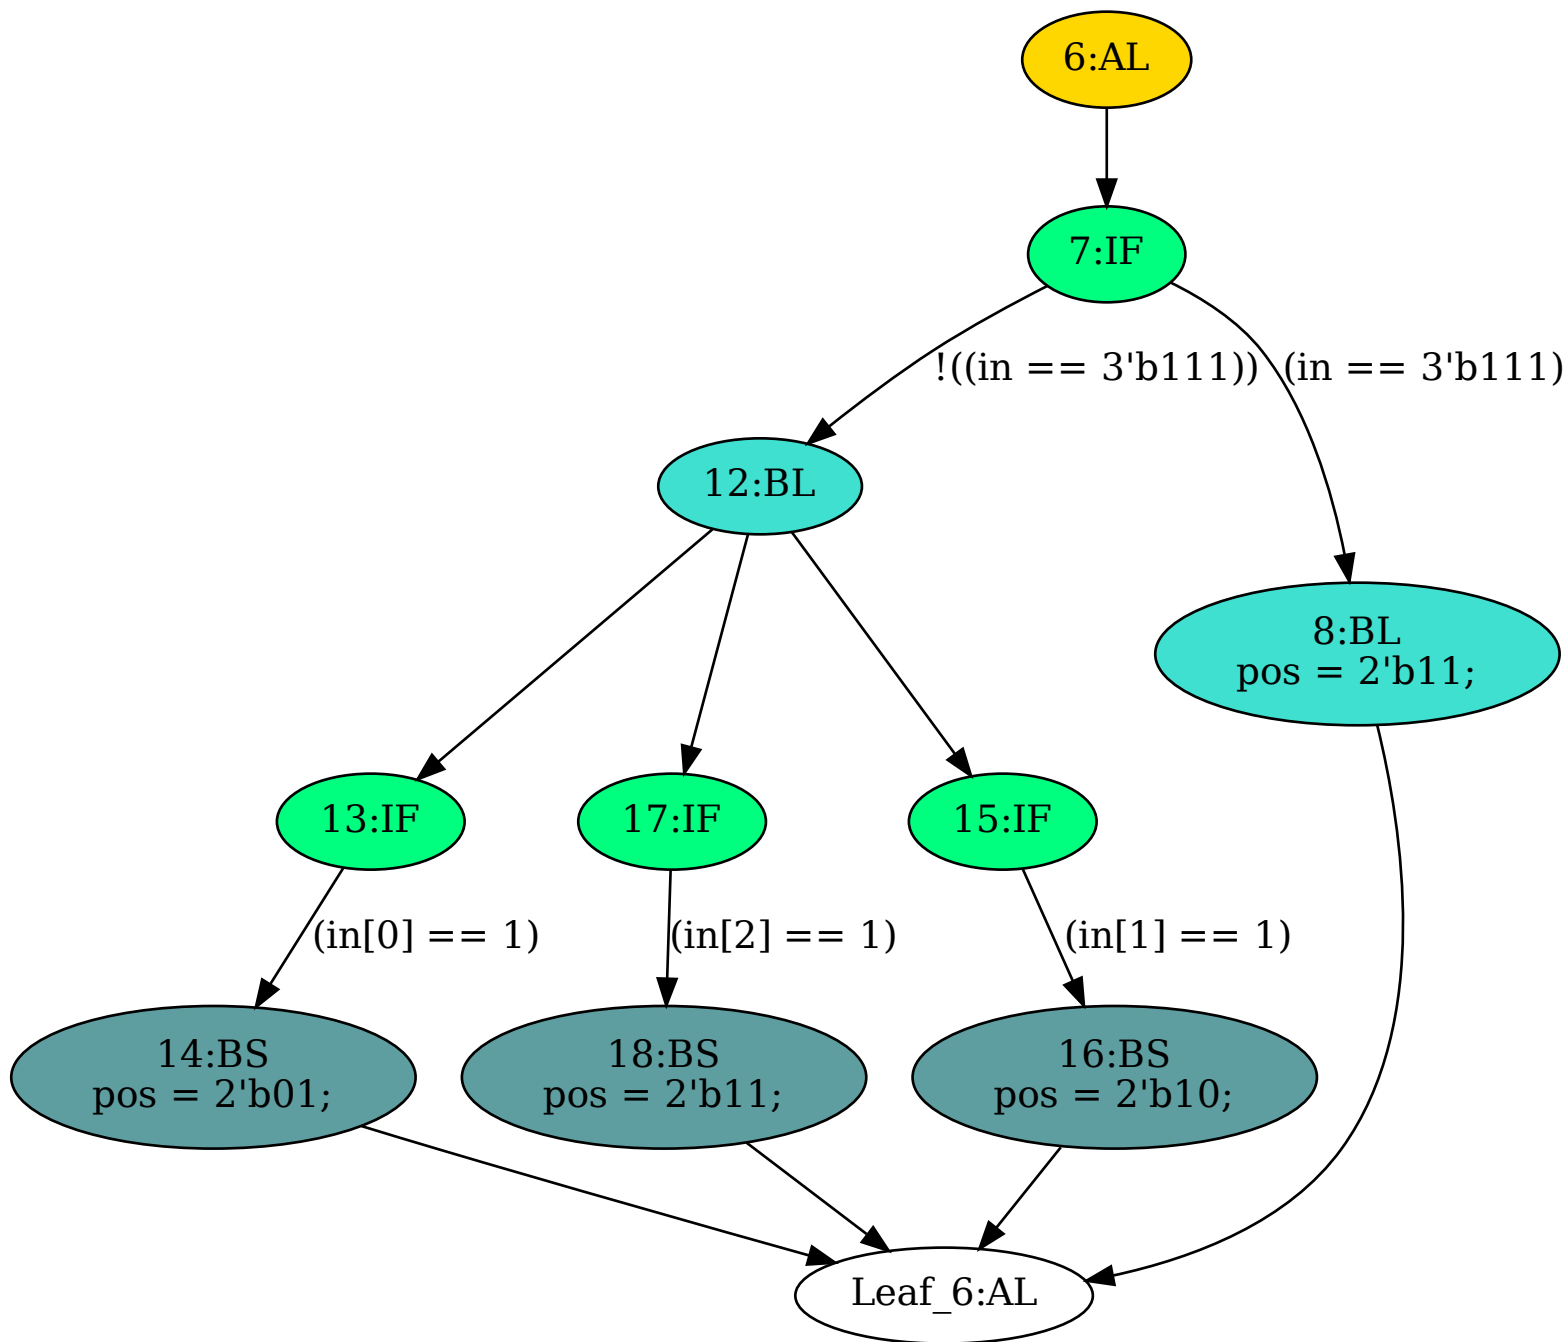 6:AL
7:IF
!((in == 3'b111))
(in == 3'b111)
12:BL
8:BL
pos = 2'b11;
13:IF
17:IF
15:IF
(in[0] == 1)
(in[2] == 1)
(in[1] == 1)
14:BS
pos = 2'b01;
18:BS
pos = 2'b11;
16:BS
pos = 2'b10;
Leaf_6:AL